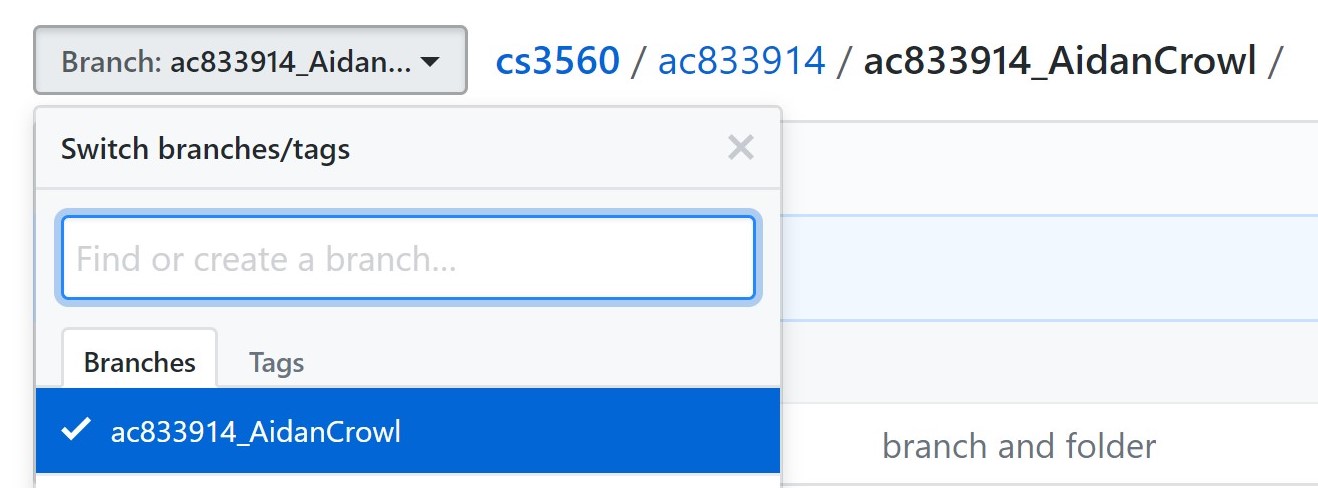 Branch: ac833914_Aidan... cs3560 / ac833914 / ac833914_AidanCrowl /
Switch branches/tags
Find or create a branch...
Branches Tags
ac833914_AidanCrowl
branch and folder